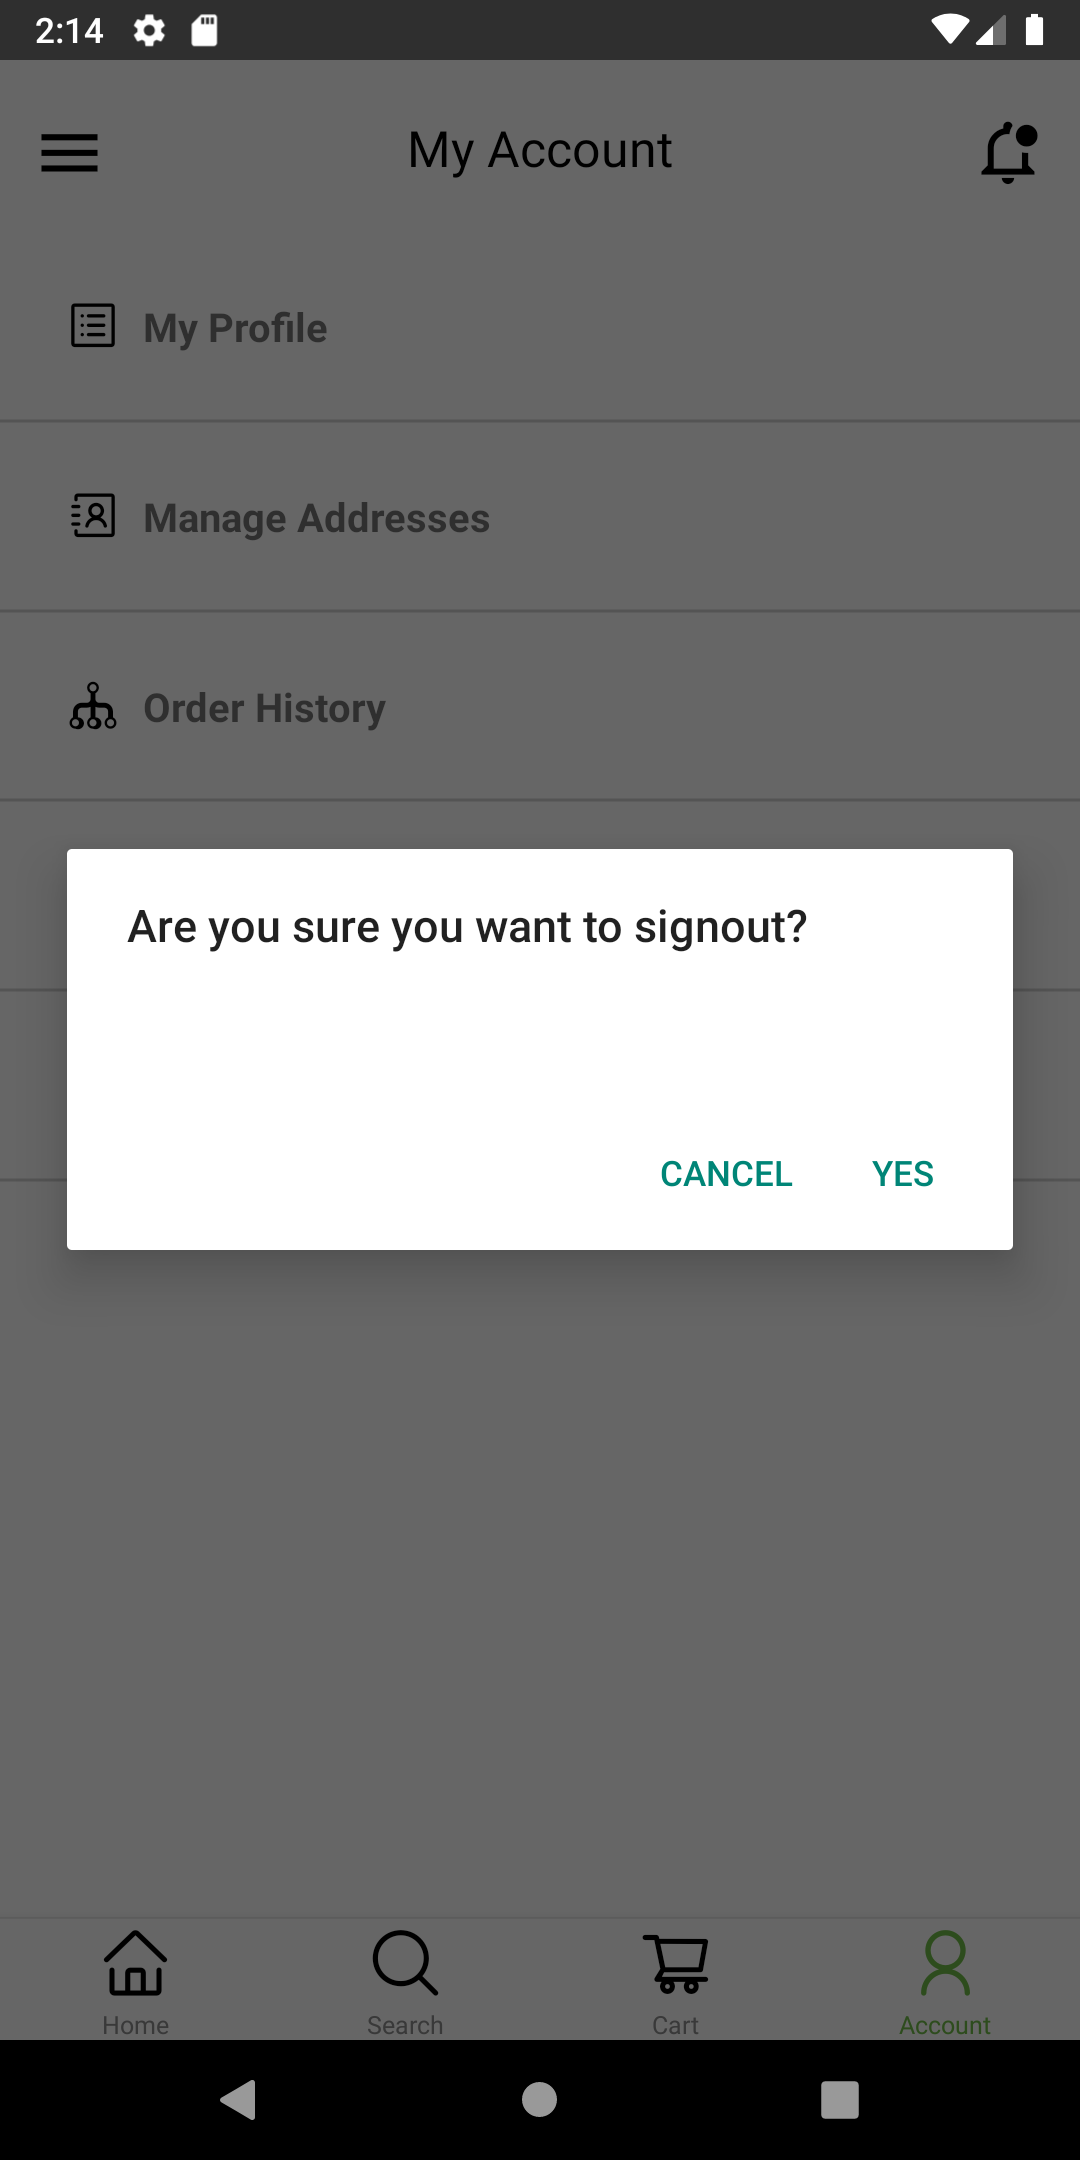 2:14
My Account
My Profile
Manage Addresses
Order History
Are you sure you want to signout?
CANCEL YES
Home Search Cart Account